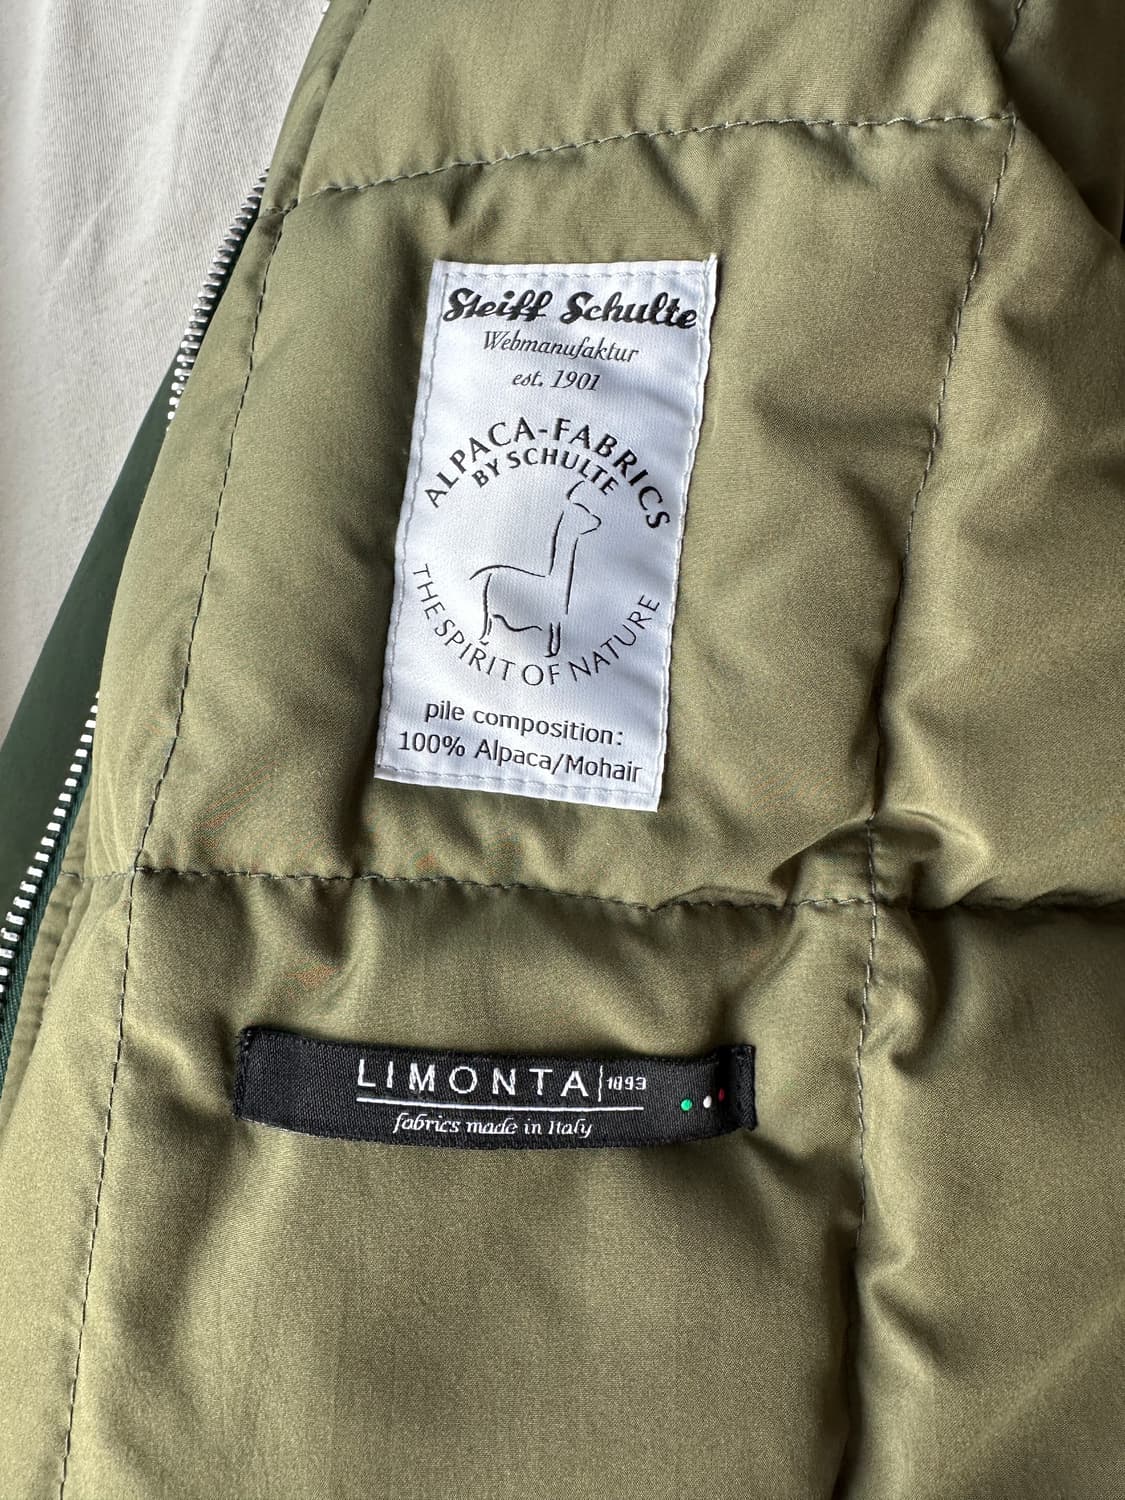 Steiff Schulte
Webmanufaktur
est. 1901
ALPACA-FABRICS
BY SCHULTE
THE SPIRIT OF NATURE
pile composition:
100% Alpaca/Mohair
LIMONTA|1893
fabrics made in Italy